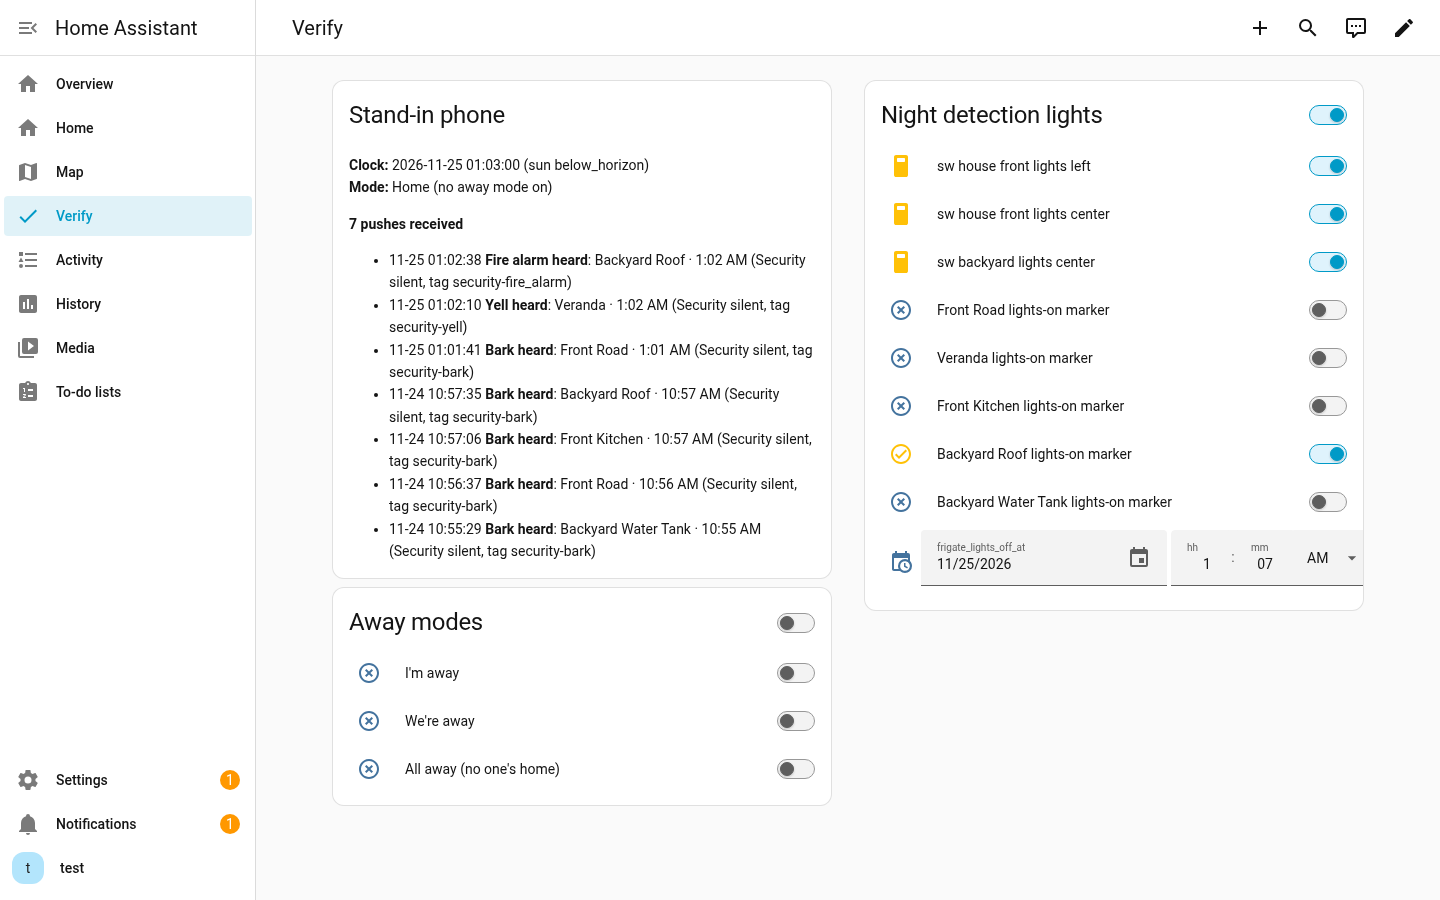 Home Assistant
Verify
Overview
Home
Map
Verify
Activity
History
Media
To-do lists
Settings 1
Notifications 1
t test
Stand-in phone
Clock: 2026-11-25 01:03:00 (sun below_horizon)
Mode: Home (no away mode on)
7 pushes received
• 11-25 01:02:38 Fire alarm heard: Backyard Roof · 1:02 AM (Security
silent, tag security-fire_alarm)
• 11-25 01:02:10 Yell heard: Veranda · 1:02 AM (Security silent, tag
security-yell)
• 11-25 01:01:41 Bark heard: Front Road · 1:01 AM (Security silent, tag
security-bark)
• 11-24 10:57:35 Bark heard: Backyard Roof · 10:57 AM (Security
silent, tag security-bark)
• 11-24 10:57:06 Bark heard: Front Kitchen · 10:57 AM (Security silent,
tag security-bark)
• 11-24 10:56:37 Bark heard: Front Road · 10:56 AM (Security silent,
tag security-bark)
• 11-24 10:55:29 Bark heard: Backyard Water Tank · 10:55 AM
(Security silent, tag security-bark)
Away modes
I'm away
We're away
All away (no one's home)
Night detection lights
sw house front lights left
sw house front lights center
sw backyard lights center
Front Road lights-on marker
Veranda lights-on marker
Front Kitchen lights-on marker
Backyard Roof lights-on marker
Backyard Water Tank lights-on marker
frigate_lights_off_at
11/25/2026
hh mm
1 : 07 AM